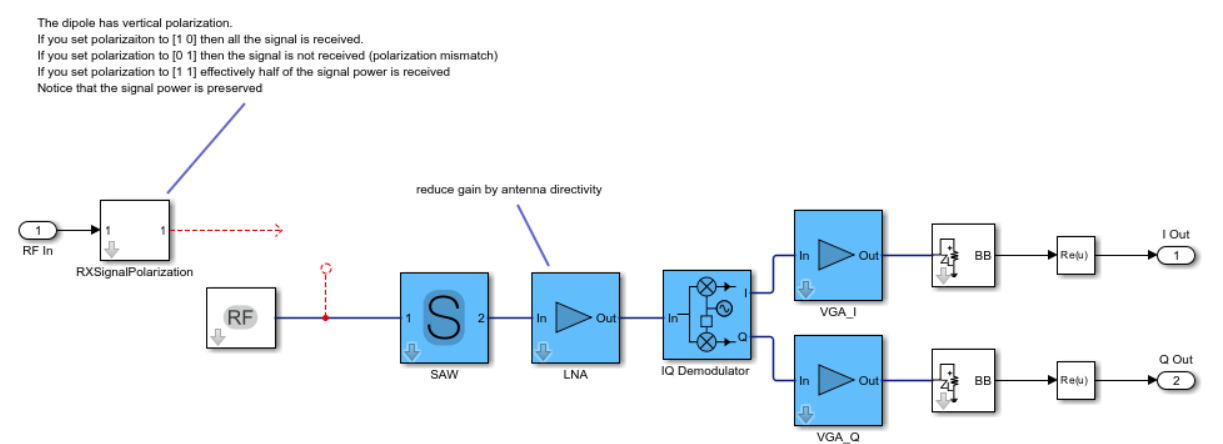 The dipole has vertical polarization.
If you set polarizaiton to [1 0] then all the signal is received.
If you set polarization to [0 1] then the signal is not received (polarization mismatch)
If you set polarization to [1 1] effectively half of the signal power is received
Notice that the signal power is preserved
reduce gain by antenna directivity
1
RF In
1
1
RXSignalPolarization
RF
1
S
2
SAW
In
Out
LNA
In
I
Q
IQ Demodulator
In
Out
VGA_I
BB
Re(u)
I Out
1
In
Out
VGA_Q
BB
Re(u)
Q Out
2